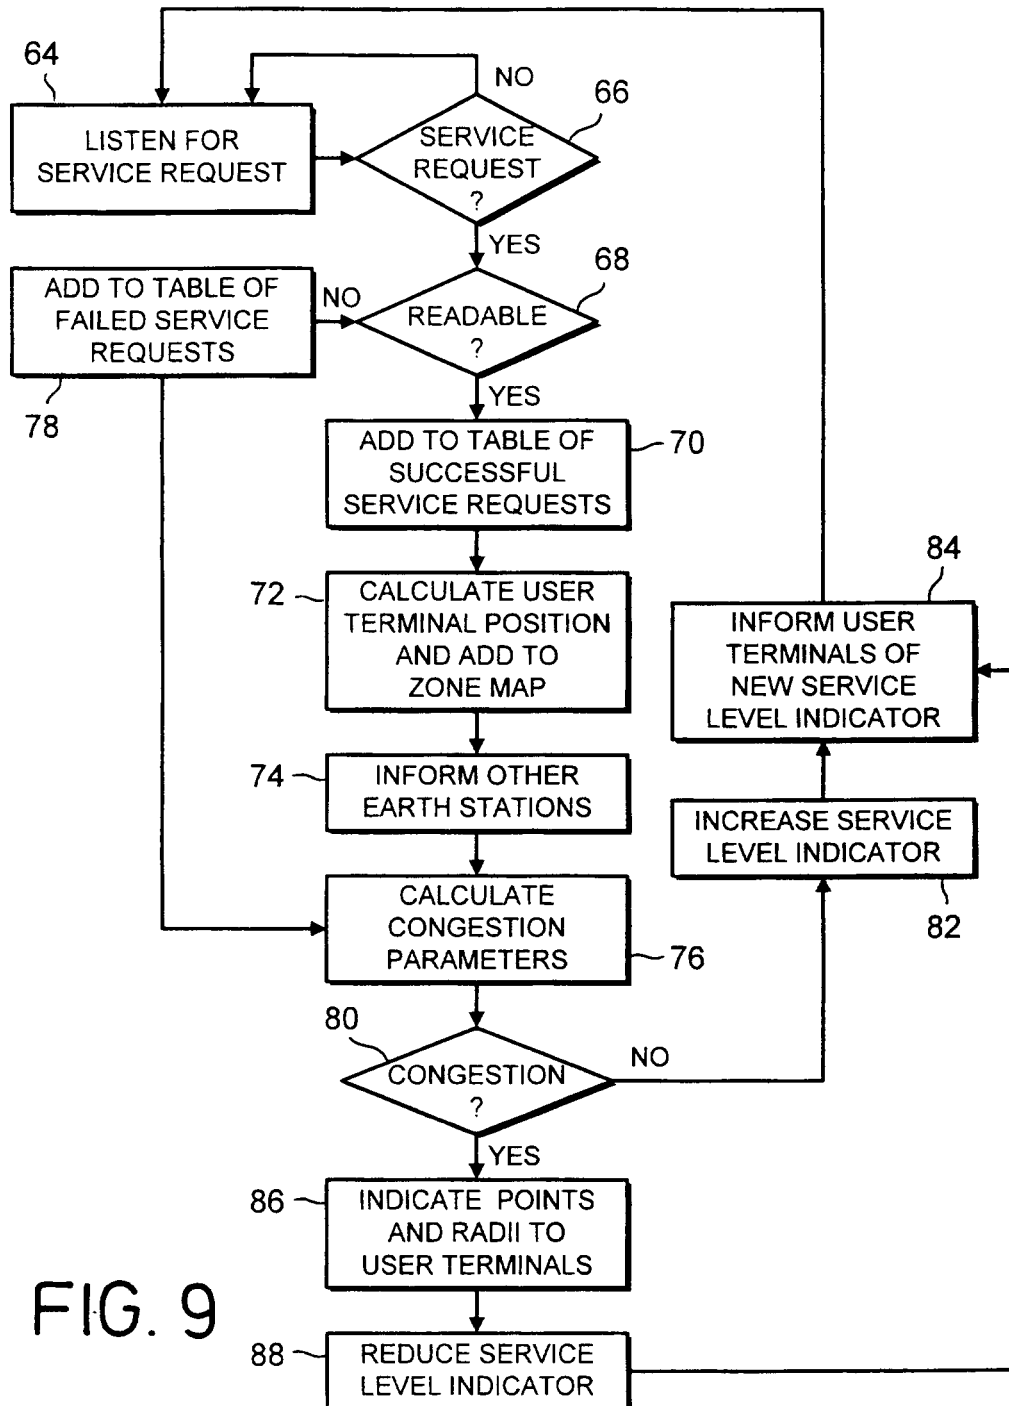 64
NO
66
LISTEN FOR
SERVICE REQUEST
SERVICE
REQUEST
?
YES
68
ADD TO TABLE OF
FAILED SERVICE
REQUESTS
NO
READABLE
?
78
YES
ADD TO TABLE OF
SUCCESSFUL
SERVICE REQUESTS
70
72
CALCULATE USER
TERMINAL POSITION
AND ADD TO
ZONE MAP
84
INFORM USER
TERMINALS OF
NEW SERVICE
LEVEL INDICATOR
74
INFORM OTHER
EARTH STATIONS
INCREASE SERVICE
LEVEL INDICATOR
82
CALCULATE
CONGESTION
PARAMETERS
76
80
CONGESTION
?
NO
YES
86
INDICATE POINTS
AND RADII TO
USER TERMINALS
88
REDUCE SERVICE
LEVEL INDICATOR
FIG. 9